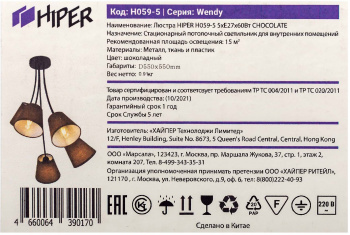 HIPER
Код: H059-5 | Серия: Wendy
Наименование: Люстра HIPER H059-5 5xE27x60Вт CHOCOLATE
Назначение: Стационарный потолочный светильник для внутренних помещений
Рекомендованная площадь освещения: 15 м²
Материалы: Металл, ткань и пластик
Цвет: шоколадный
Габариты: D550x550mm
Вес нетто:
Товар сертифицирован и соответствует требованиям ТР ТС 004/2011 и ТР ТС 020/2011
Дата производства: (10/2021)
Гарантийный срок 1 год
Срок Службы 5 лет
Изготовитель: «ХАЙПЕР Технолоджи Лимитед»
12/F, Henley Building, Suite No.8673, 5 Queen's Road Central, Central, Hong Kong
ООО «Марсала», 123423, г. Москва, пр. Маршала Жукова, 37, стр. 1, этаж 2,
комната 207, Тел. 8-499-343-35-31
Организация уполномоченная принимать претензии ООО «ХАЙПЕР РИТЕЙЛ»,
121170, г. Москва, ул. Неверовского, д.9, оф. 6, тел: 8(800)222-40-93
4 660064 390170
EAC
PAP
220 В
Сделано в Китае